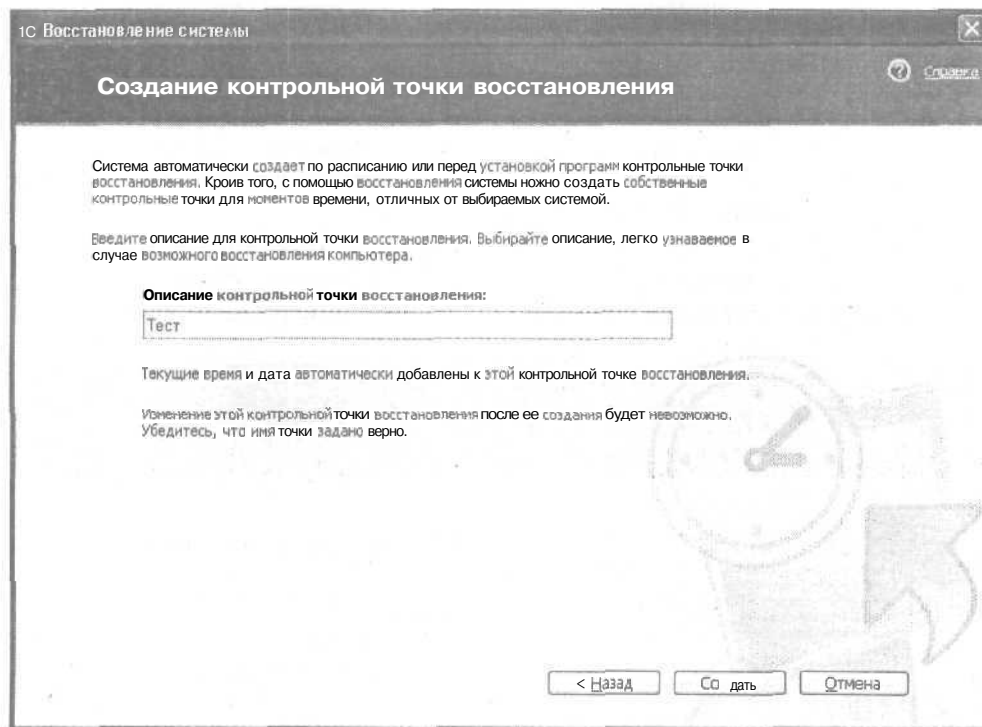 1С Восстановление системы
Справка
Создание контрольной точки восстановления
Система автоматически создает по расписанию или перед установкой программ контрольные точки
восстановления. Кроив того, с помощью восстановления системы ножно создать собственные
контрольные точки для моментов времени, отличных от выбираемых системой.
Введите описание для контрольной точки восстановления. Выбирайте описание, легко узнаваемое в
случае возможного восстановления компьютера.
Описание контрольной точки восстановления:
Тест
Текущие время и дата автоматически добавлены к этой контрольной точке восстановления.
Изменение этой контрольной точки восстановления после ее создания будет невозможно.
Убедитесь, что имя точки задано верно.
< Назад
Со дать
Отмена